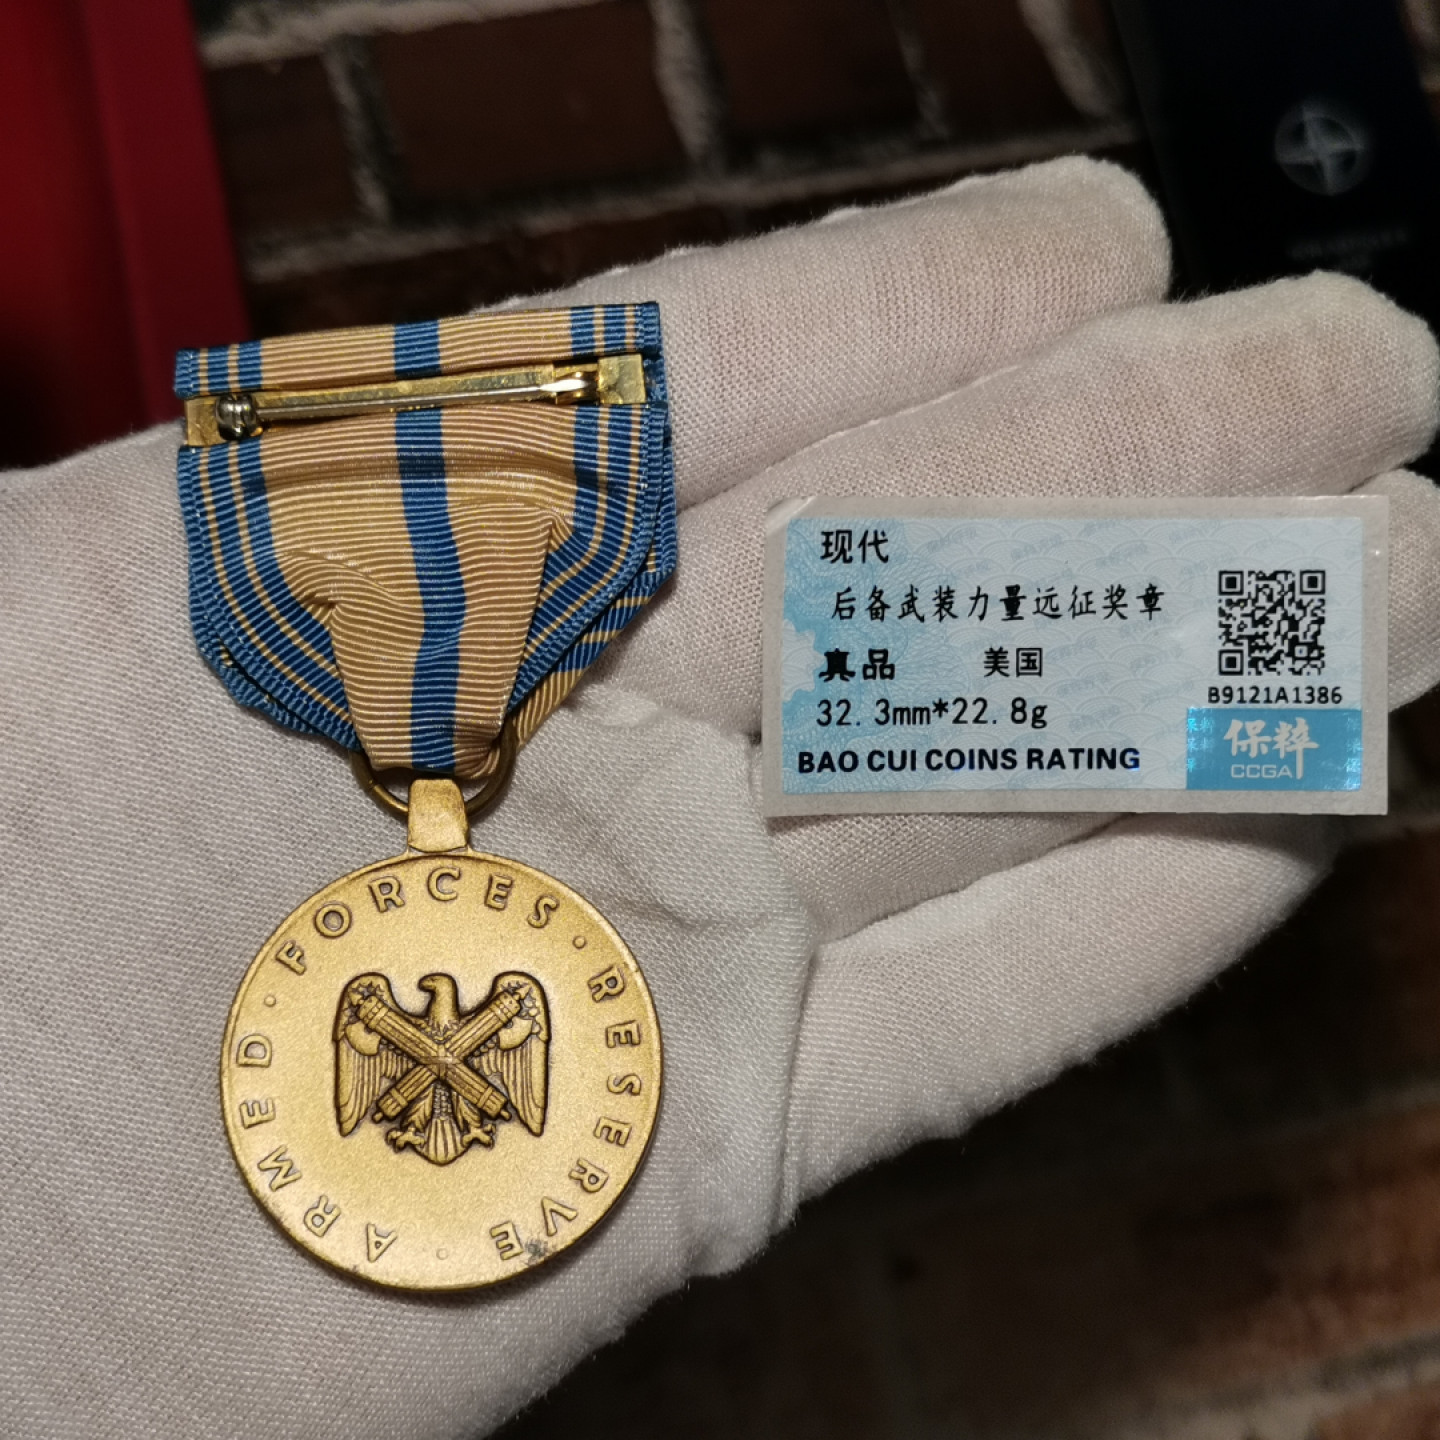 ARMED · FORCES · RESERVE ·
现代
后备武装力量远征奖章
真品 美国
32.3mm*22.8g
B9121A1386
BAO CUI COINS RATING
保粹
CCGA